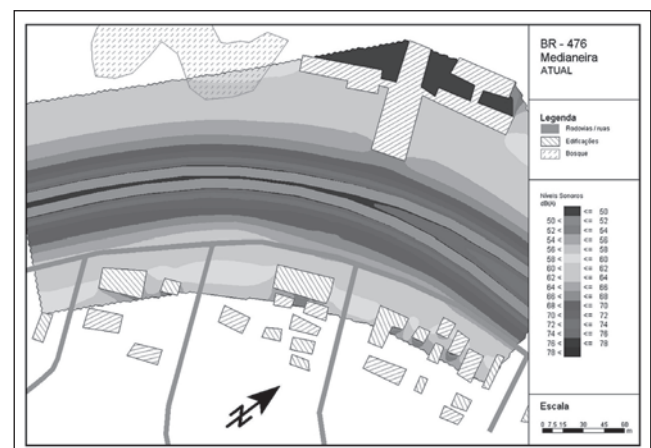 BR - 476
Medianeira
ATUAL
Legenda
Rodovias / ruas
Edificações
Bosque
Níveis Sonoros
dB(A)
<= 50
50 < <= 52
52 < <= 54
54 < <= 56
56 < <= 58
58 < <= 60
60 < <= 62
62 < <= 64
64 < <= 66
66 < <= 68
68 < <= 70
70 < <= 72
72 < <= 74
74 < <= 76
76 < <= 78
78 <
N
Escala
0 7.5 15 30 45 60
m